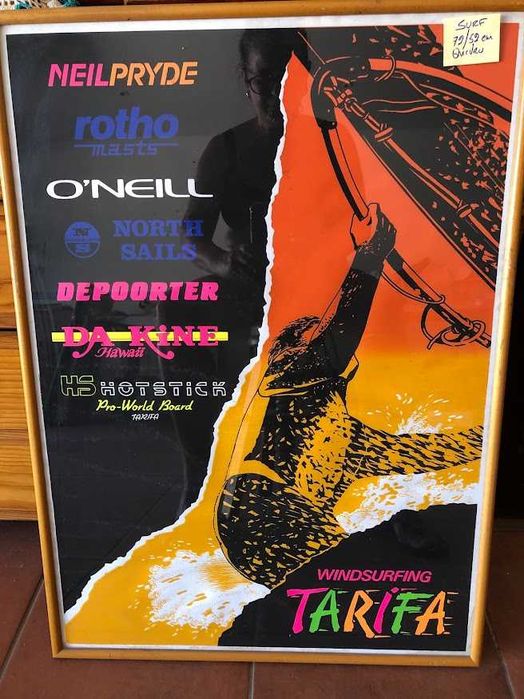 SURF
79/59 cm
NEILPRYDE
rotho
masts
O'NEILL
N
S
NORTH
SAILS
DEPOORTER
DA KINE
Hawaii
HS HOTSTICK
Pro-World Board
TARIFA
WINDSURFING
TARIFA